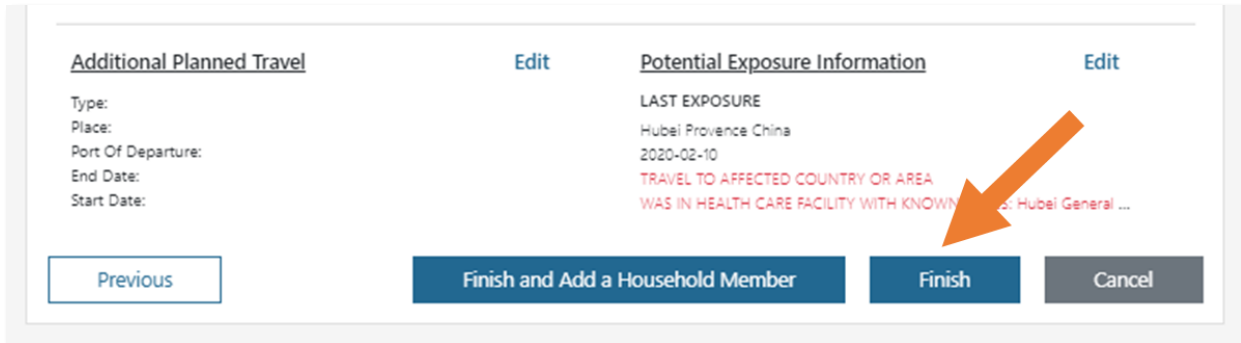 Additional Planned Travel
Edit
Type:
Place:
Port Of Departure:
End Date:
Start Date:
Potential Exposure Information
Edit
LAST EXPOSURE
Hubei Provence China
2020-02-10
TRAVEL TO AFFECTED COUNTRY OR AREA
WAS IN HEALTH CARE FACILITY WITH KNOWN : Hubei General ...
Previous
Finish and Add a Household Member
Finish
Cancel